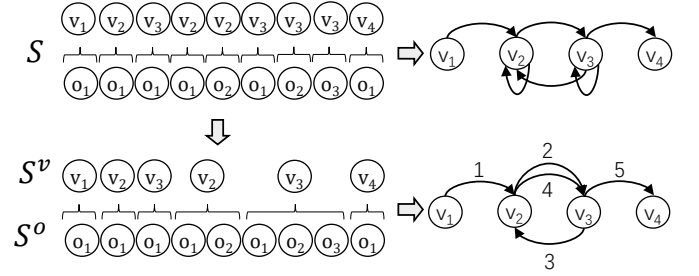 v₁ v₂ v₃ v₂ v₂ v₃ v₃ v₃ v₄
S
v₁ v₂ v₃ v₄
o₁ o₁ o₁ o₁ o₂ o₁ o₂ o₃ o₁
Sᵛ v₁ v₂ v₃ v₂ v₃ v₄
1 2 4 5
v₁ v₂ v₃ v₄
Sᵒ o₁ o₁ o₁ o₁ o₂ o₁ o₂ o₃ o₁
3